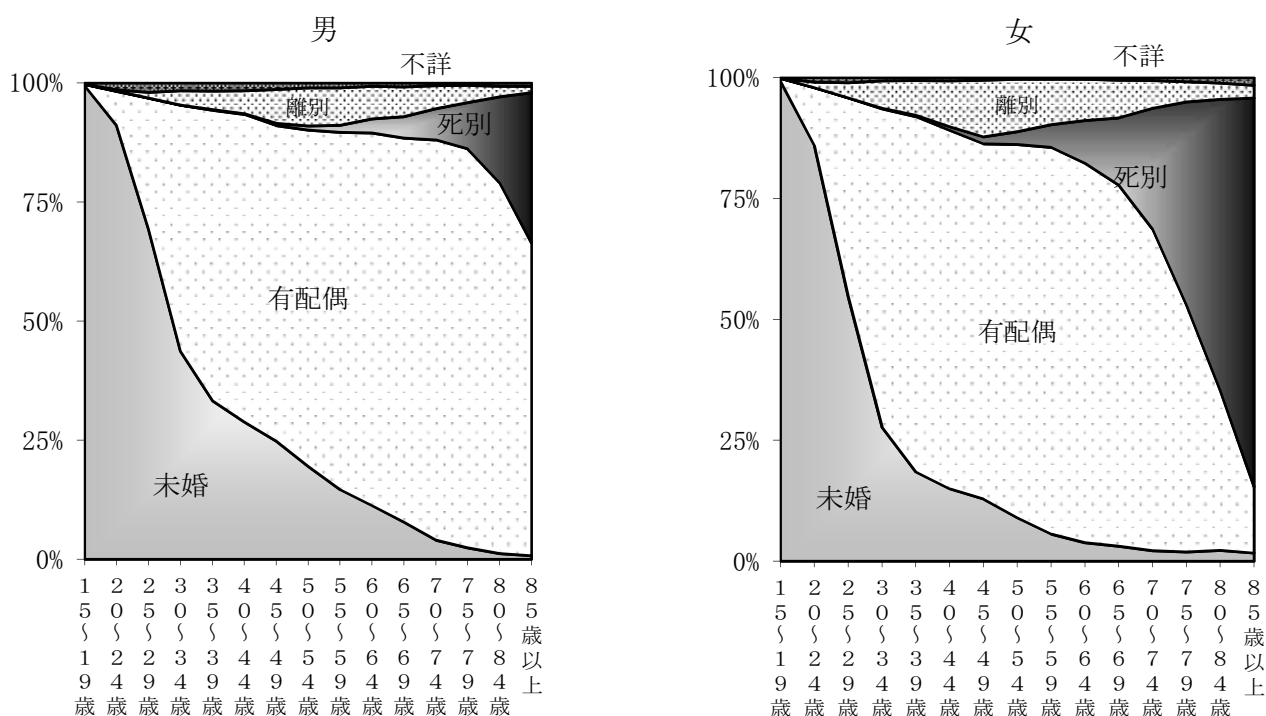 男
不詳
100%
離別
死別
75%
有配偶
50%
25%
未婚
0%
15～19歳
20～24歳
25～29歳
30～34歳
35～39歳
40～44歳
45～49歳
50～54歳
55～59歳
60～64歳
65～69歳
70～74歳
75～79歳
80～84歳
85歳以上
女
不詳
100%
離別
死別
75%
有配偶
50%
25%
未婚
0%
15～19歳
20～24歳
25～29歳
30～34歳
35～39歳
40～44歳
45～49歳
50～54歳
55～59歳
60～64歳
65～69歳
70～74歳
75～79歳
80～84歳
85歳以上